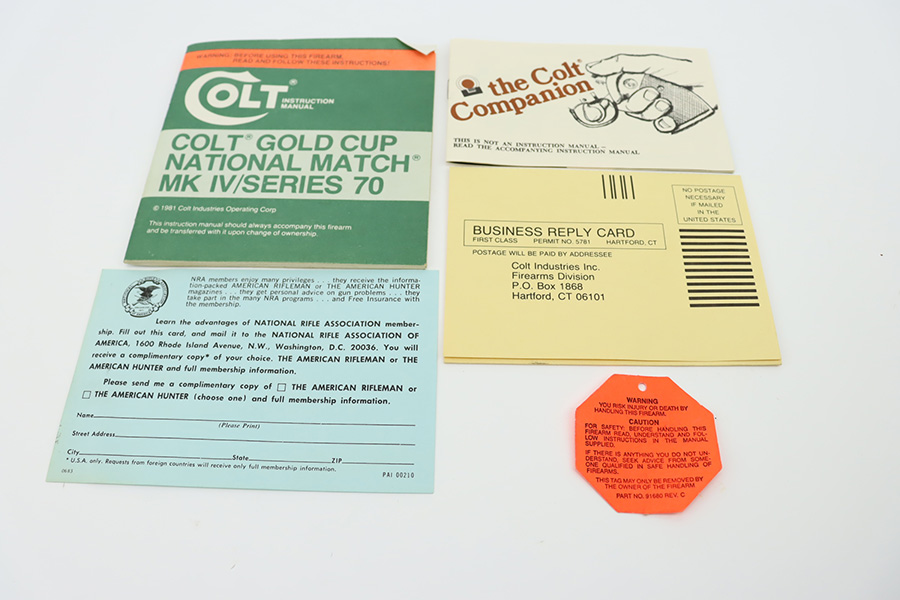 WARNING: BEFORE USING THIS FIREARM,
READ AND FOLLOW THESE INSTRUCTIONS!
COLT®
INSTRUCTION
MANUAL
COLT® GOLD CUP
NATIONAL MATCH®
MK IV/SERIES 70
© 1981 Colt Industries Operating Corp
This instruction manual should always accompany this firearm
and be transferred with it upon change of ownership.
the Colt®
Companion
THIS IS NOT AN INSTRUCTION MANUAL –
READ THE ACCOMPANYING INSTRUCTION MANUAL
NO POSTAGE
NECESSARY
IF MAILED
IN THE
UNITED STATES
BUSINESS REPLY CARD
FIRST CLASS PERMIT NO. 5781 HARTFORD, CT
POSTAGE WILL BE PAID BY ADDRESSEE
Colt Industries Inc.
Firearms Division
P.O. Box 1868
Hartford, CT 06101
NRA members enjoy many privileges . . . they receive the informa-
tion-packed AMERICAN RIFLEMAN or THE AMERICAN HUNTER
magazines . . . they get personal advice on gun problems . . . they
take part in the many NRA programs . . . and Free Insurance with
the membership.
Learn the advantages of NATIONAL RIFLE ASSOCIATION member-
ship. Fill out this card, and mail it to the NATIONAL RIFLE ASSOCIATION OF
AMERICA, 1600 Rhode Island Avenue, N.W., Washington, D.C. 20036. You will
receive a complimentary copy* of your choice. THE AMERICAN RIFLEMAN or THE
AMERICAN HUNTER and full membership information.
Please send me a complimentary copy of ☐ THE AMERICAN RIFLEMAN or
☐ THE AMERICAN HUNTER (choose one) and full membership information.
Name
(Please Print)
Street Address
City State ZIP
* U.S.A. only. Requests from foreign countries will receive only full membership information.
PAI 00210
WARNING
YOU RISK INJURY OR DEATH BY
HANDLING THIS FIREARM.
CAUTION
FOR SAFETY: BEFORE HANDLING THIS
FIREARM READ, UNDERSTAND AND FOL-
LOW INSTRUCTIONS IN THE MANUAL
SUPPLIED.
IF THERE IS ANYTHING YOU DO NOT UN-
DERSTAND, SEEK ADVICE FROM SOME-
ONE QUALIFIED IN SAFE HANDLING OF
FIREARMS.
THIS TAG MAY ONLY BE REMOVED BY
THE OWNER OF THE FIREARM
PART NO. 91680 REV. C